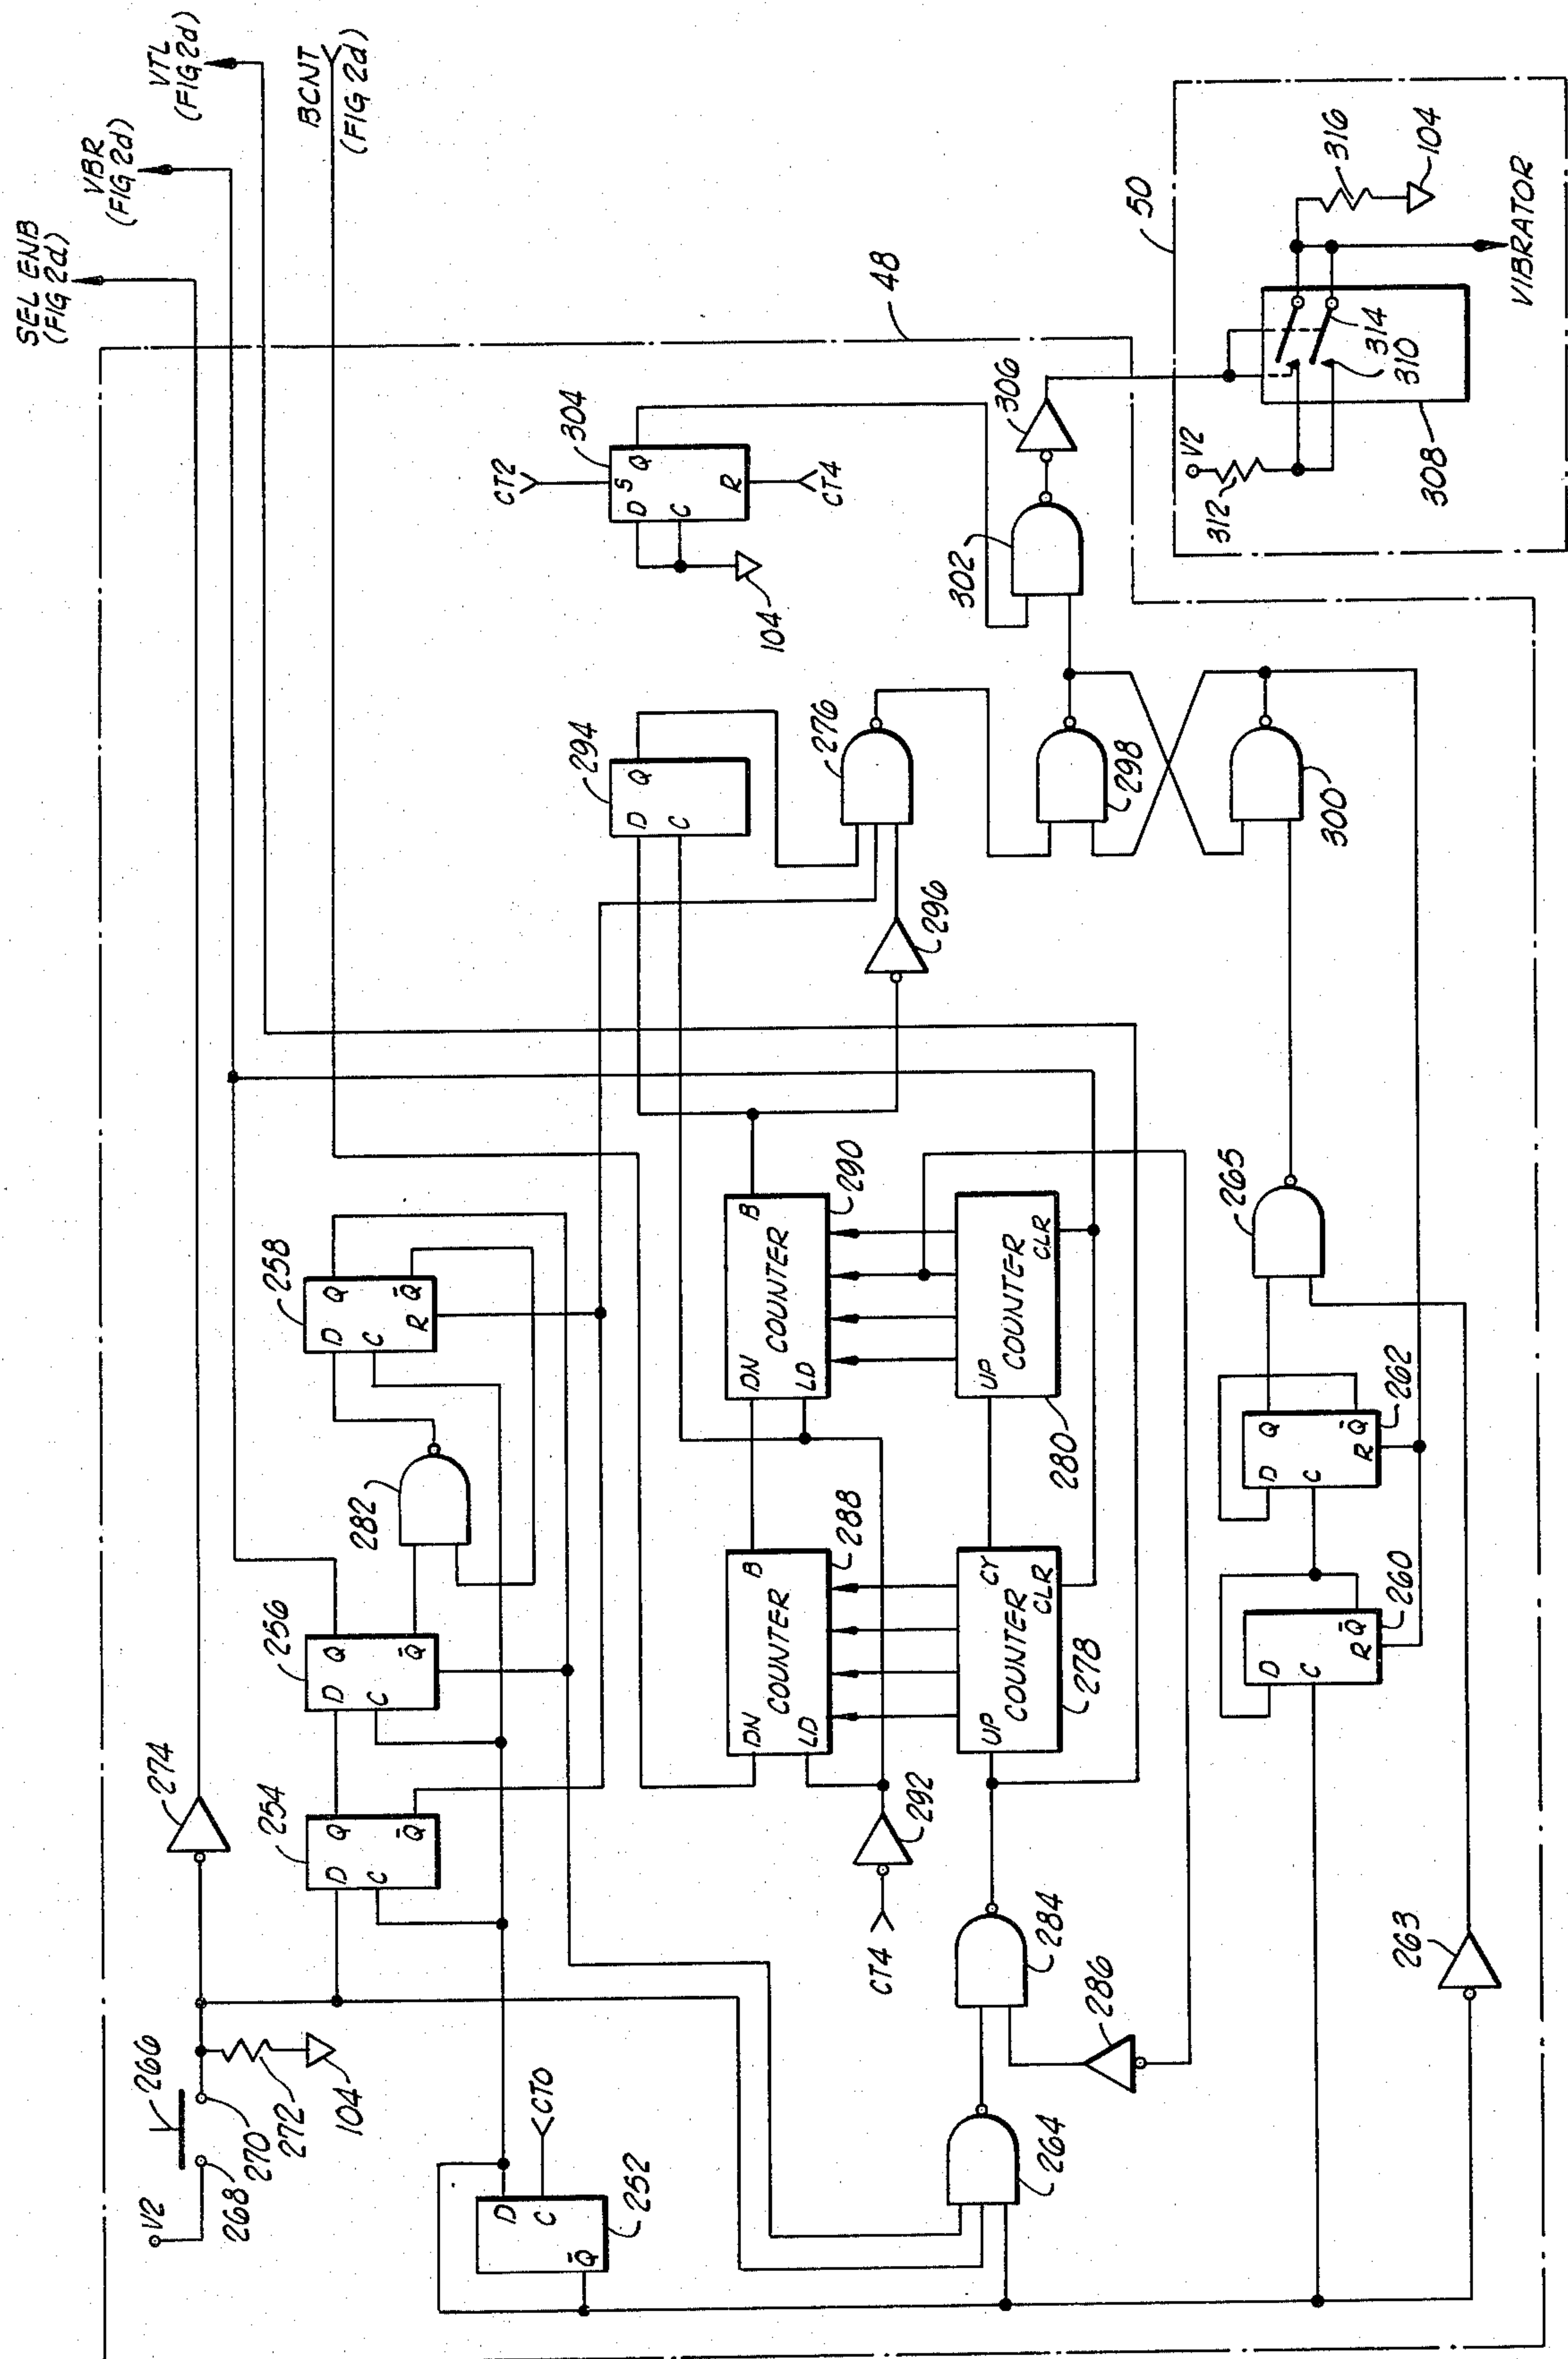 SEL ENB
(FIG 2d)
VBR
(FIG 2d)
VTL
(FIG 2d)
BCNT
(FIG 2d)
V2
266
268
270
272
104
274
254
D
Q
C
Q̄
256
D
Q
C
Q̄
282
258
D
Q
C
R
Q̄
252
D
C
Q̄
CT0
294
D
Q
C
304
CT2
D
S
Q
C
R
CT4
104
48
276
288
DN
B
COUNTER
LD
290
DN
B
COUNTER
LD
296
CT4
292
278
UP
CY
COUNTER
CLR
280
UP
COUNTER
CLR
264
284
286
298
300
302
306
260
D
C
R
Q̄
262
D
Q
C
R
Q̄
265
263
50
V2
312
308
310
314
316
104
VIBRATOR